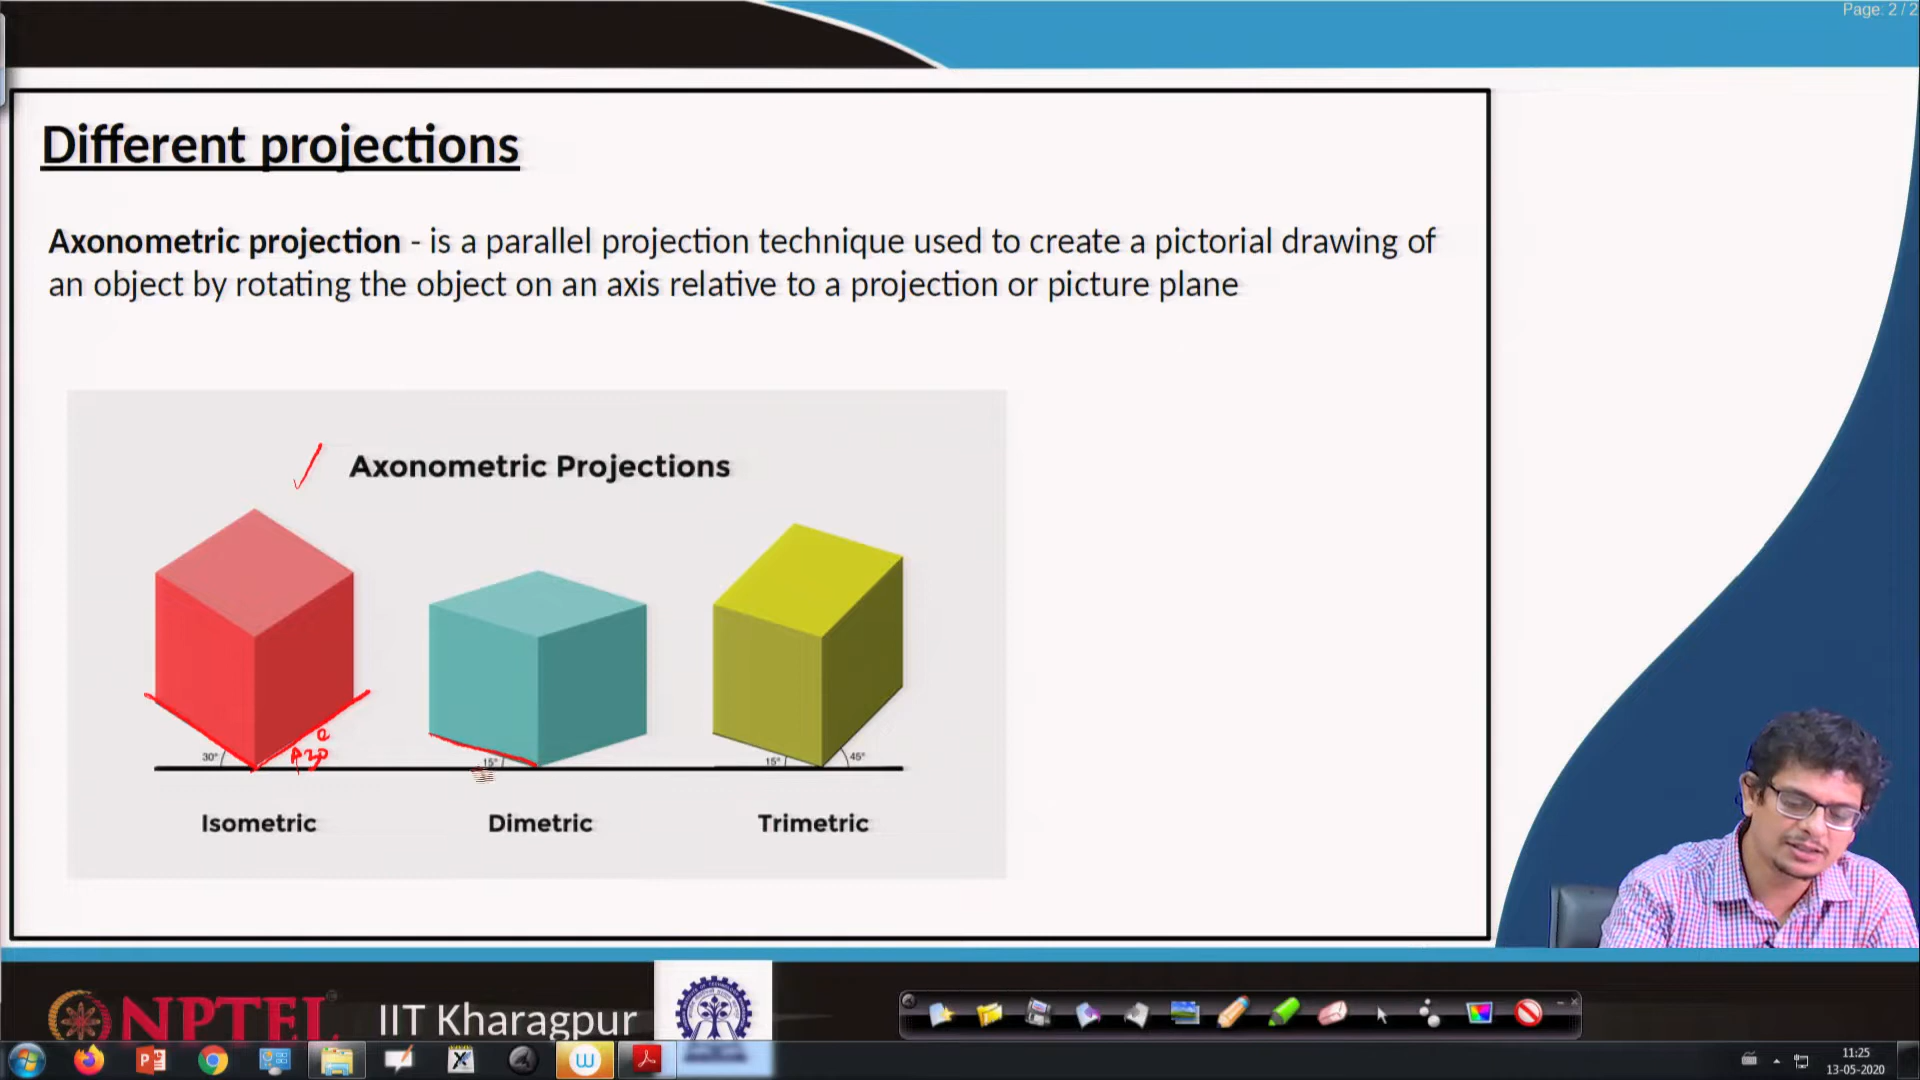 Page: 2 / 2
Different projections
Axonometric projection - is a parallel projection technique used to create a pictorial drawing of
an object by rotating the object on an axis relative to a projection or picture plane
Axonometric Projections
30°
30°
15°
15°
45°
Isometric
Dimetric
Trimetric
NPTEL
IIT Kharagpur
11:25
13-05-2020